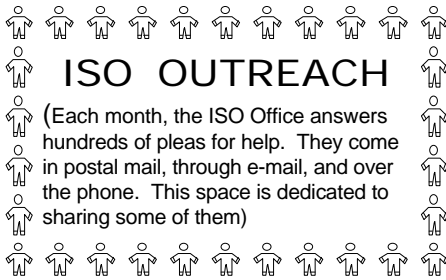 ISO OUTREACH
(Each month, the ISO Office answers
hundreds of pleas for help. They come
in postal mail, through e-mail, and over
the phone. This space is dedicated to
sharing some of them)